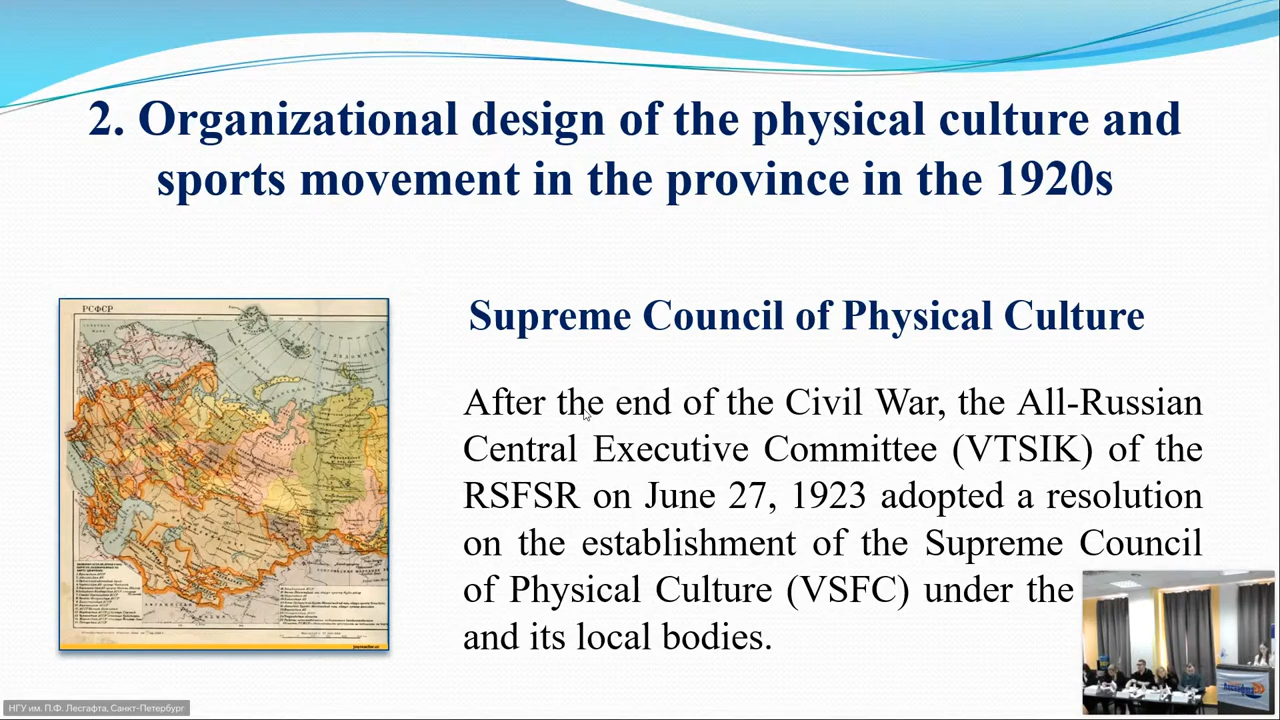 2. Organizational design of the physical culture and
sports movement in the province in the 1920s
РСФСР
Supreme Council of Physical Culture
After the end of the Civil War, the All-Russian
Central Executive Committee (VTSIK) of the
RSFSR on June 27, 1923 adopted a resolution
on the establishment of the Supreme Council
of Physical Culture (VSFC) under the
and its local bodies.
НГУ им. П.Ф. Лесгафта, Санкт-Петербург